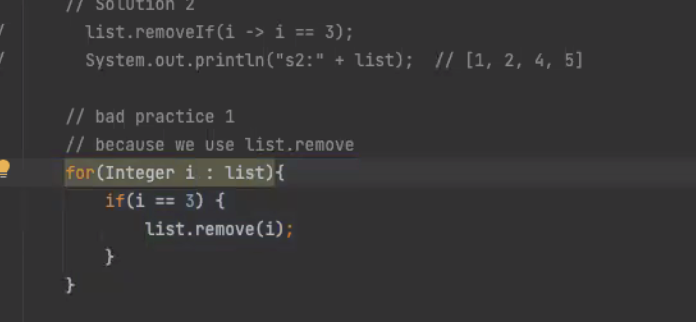 // Solution 2
list.removeIf(i -> i == 3);
System.out.println("s2:" + list);  // [1, 2, 4, 5]
// bad practice 1
// because we use list.remove
for(Integer i : list){
if(i == 3) {
list.remove(i);
}
}